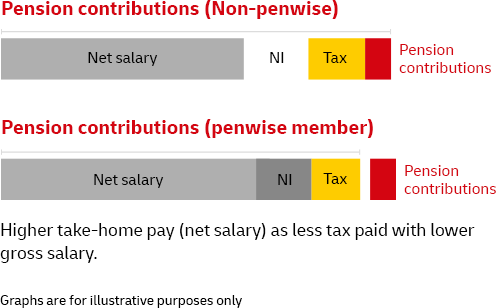 Pension contributions (Non-penwise)
Net salary NI Tax Pension
contributions
Pension contributions (penwise member)
Net salary NI Tax Pension
contributions
Higher take-home pay (net salary) as less tax paid with lower
gross salary.
Graphs are for illustrative purposes only